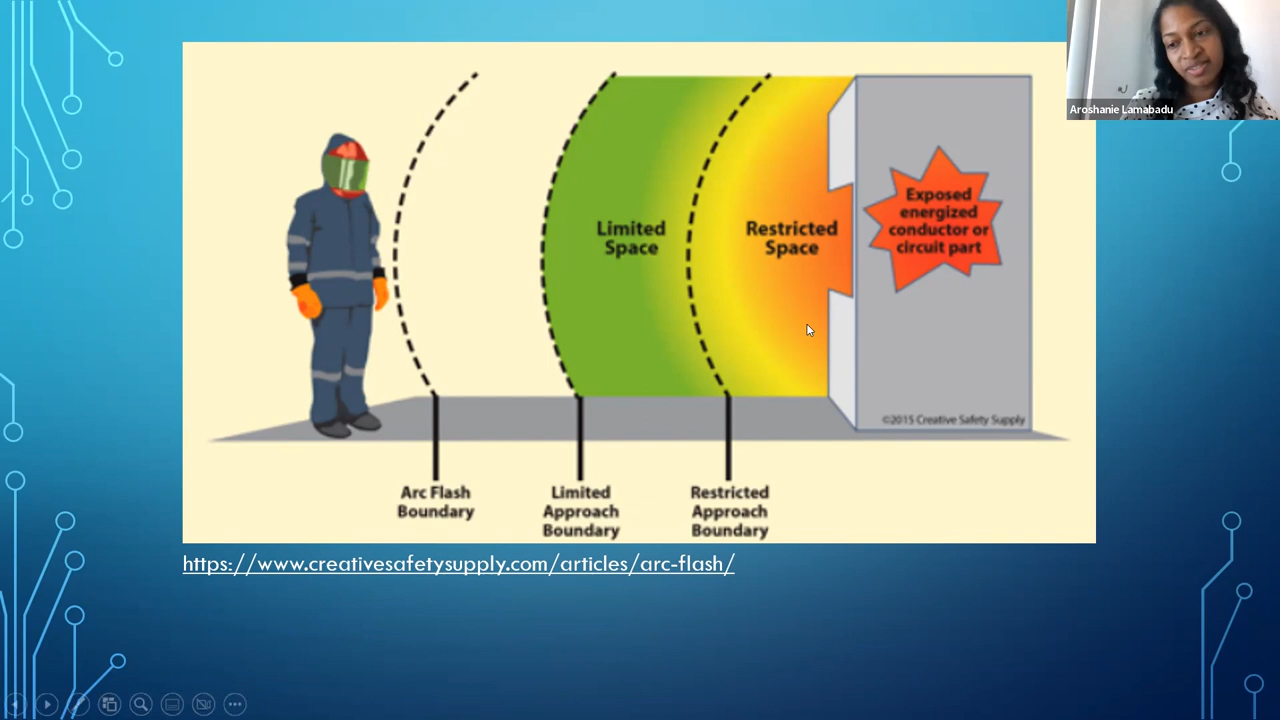 Aroshanie Lamabadu
Limited
Space
Restricted
Space
Exposed
energized
conductor or
circuit part
©2015 Creative Safety Supply
Arc Flash
Boundary
Limited
Approach
Boundary
Restricted
Approach
Boundary
https://www.creativesafetysupply.com/articles/arc-flash/